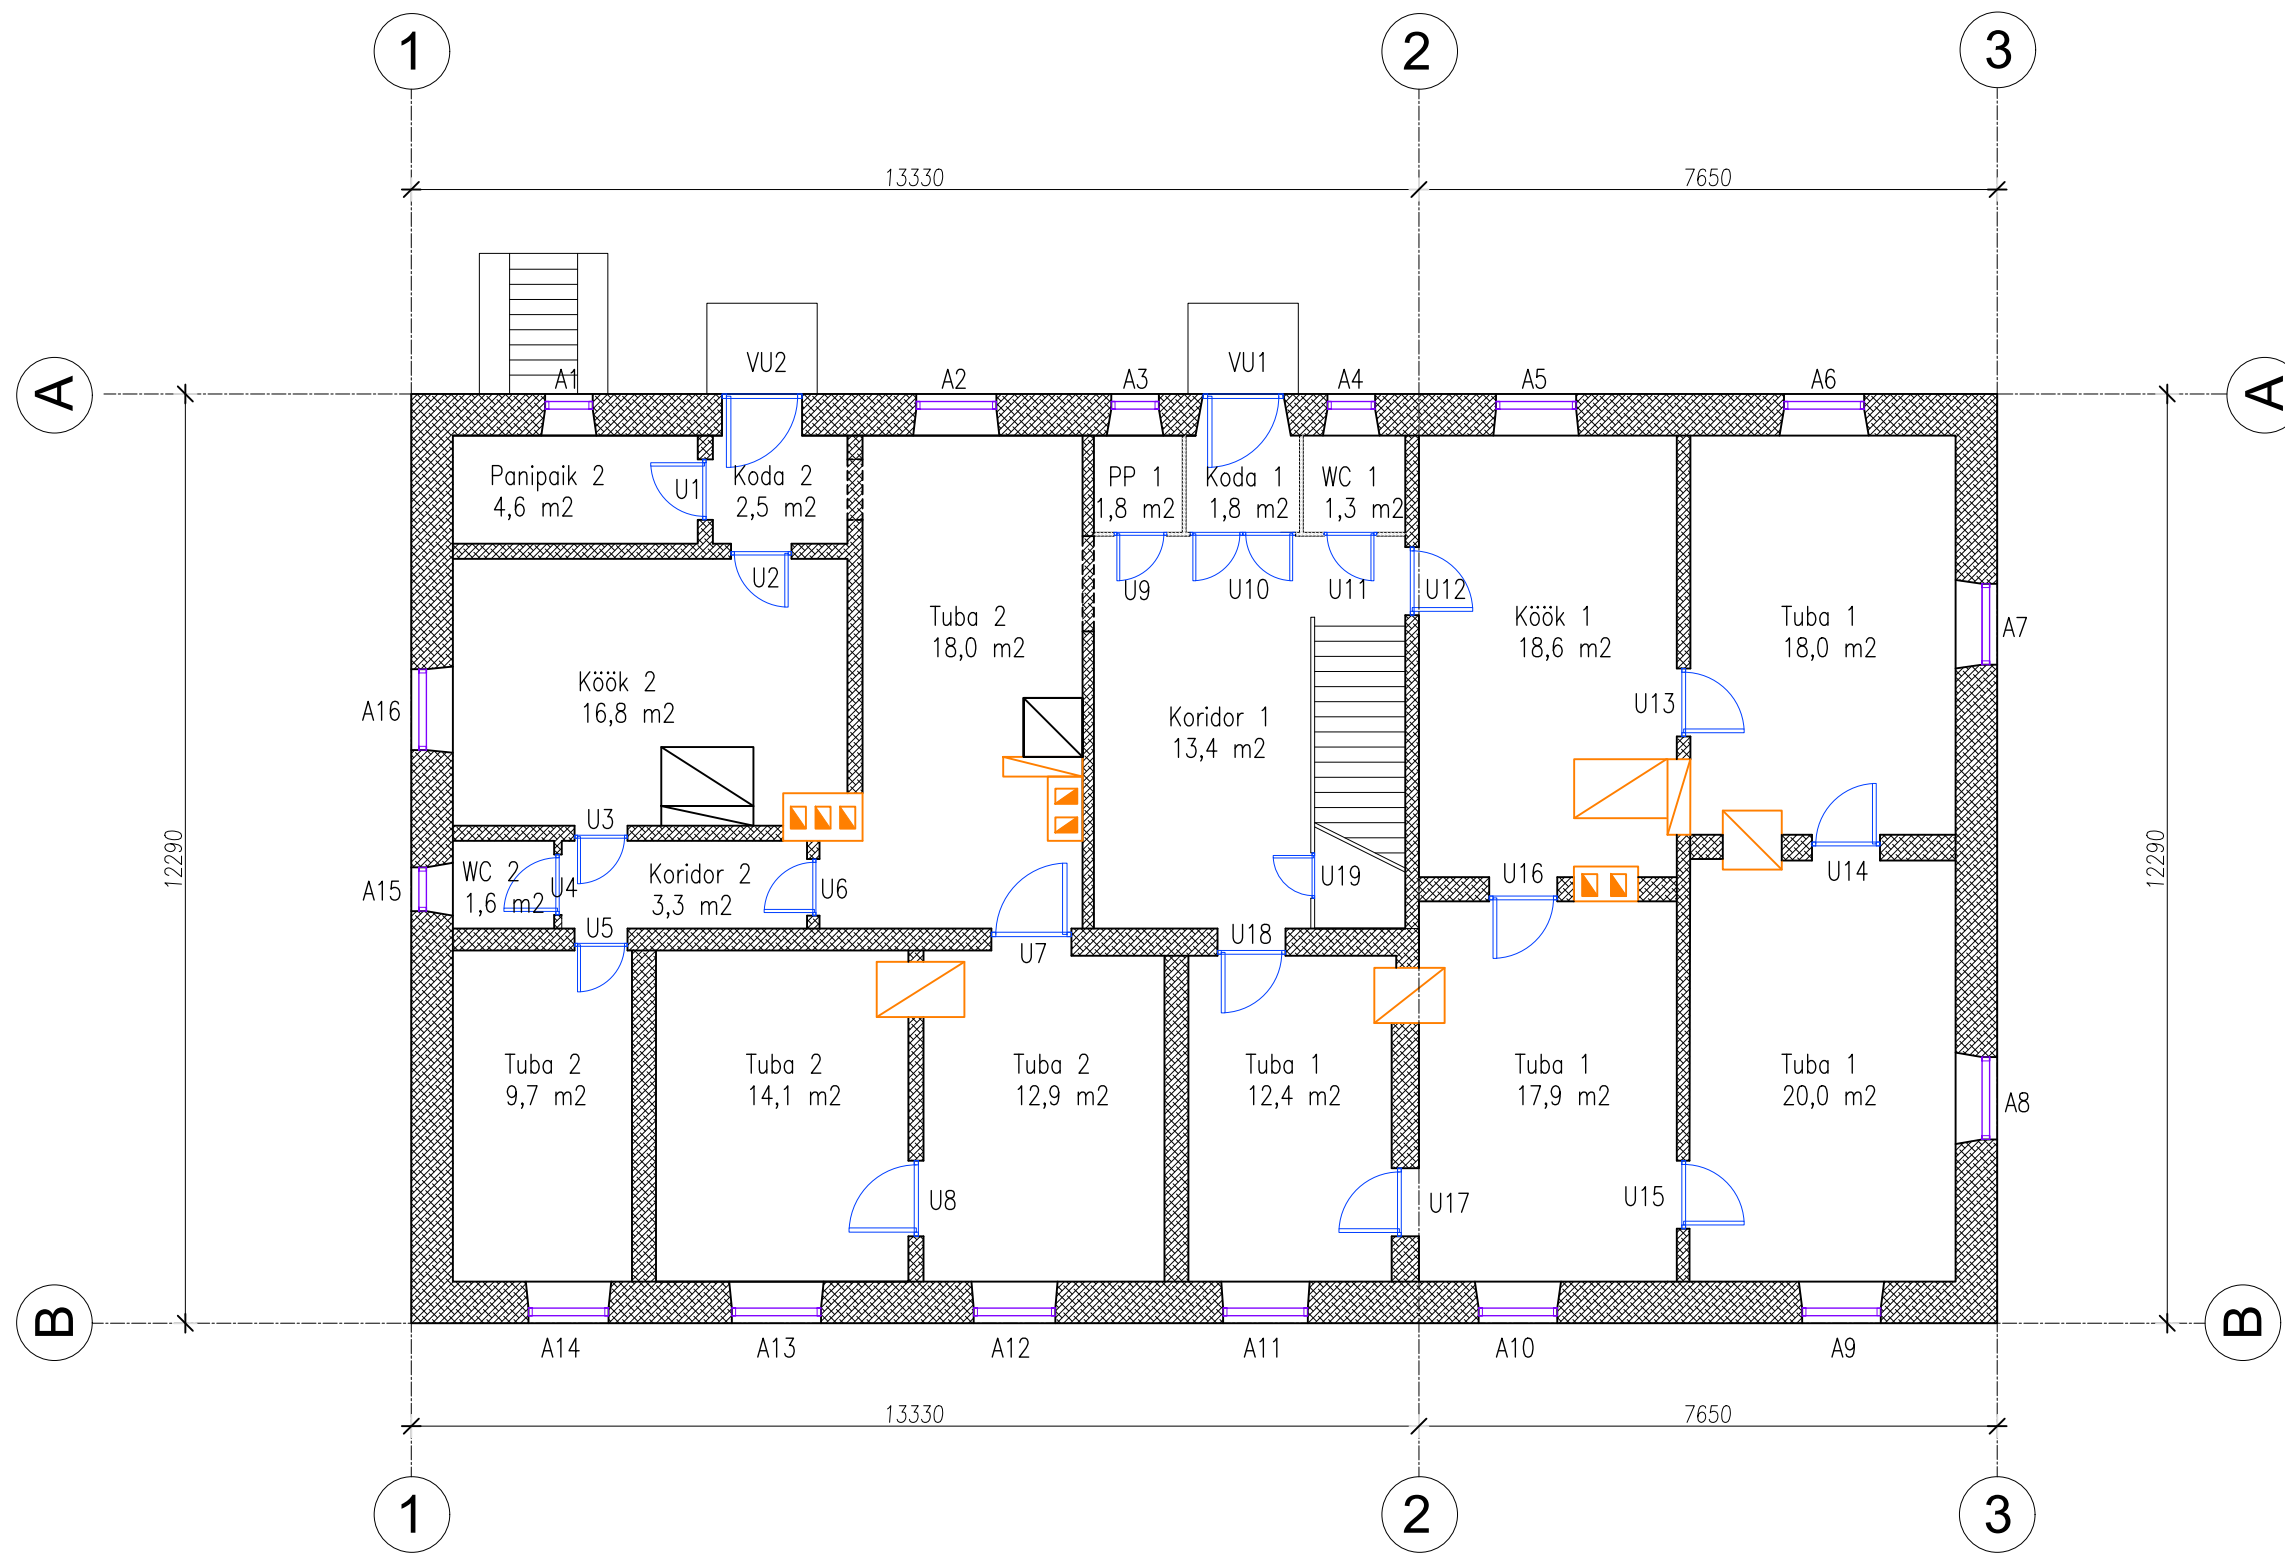 1
2
3
13330
7650
VU2
VU1
A1
A2
A3
A4
A5
A6
A
A
Panipaik 2
4,6 m2
U1
Koda 2
2,5 m2
PP 1
1,8 m2
Koda 1
1,8 m2
WC 1
1,3 m2
U2
U9
U10
U11
U12
Tuba 2
18,0 m2
Köök 1
18,6 m2
Tuba 1
18,0 m2
A7
Köök 2
16,8 m2
A16
Koridor 1
13,4 m2
U13
U3
12290
12290
WC 2
1,6 m2
A15
U4
Koridor 2
3,3 m2
U6
U19
U16
U14
U5
U7
U18
Tuba 2
9,7 m2
Tuba 2
14,1 m2
Tuba 2
12,9 m2
Tuba 1
12,4 m2
Tuba 1
17,9 m2
Tuba 1
20,0 m2
A8
U8
U17
U15
B
B
A14
A13
A12
A11
A10
A9
13330
7650
1
2
3